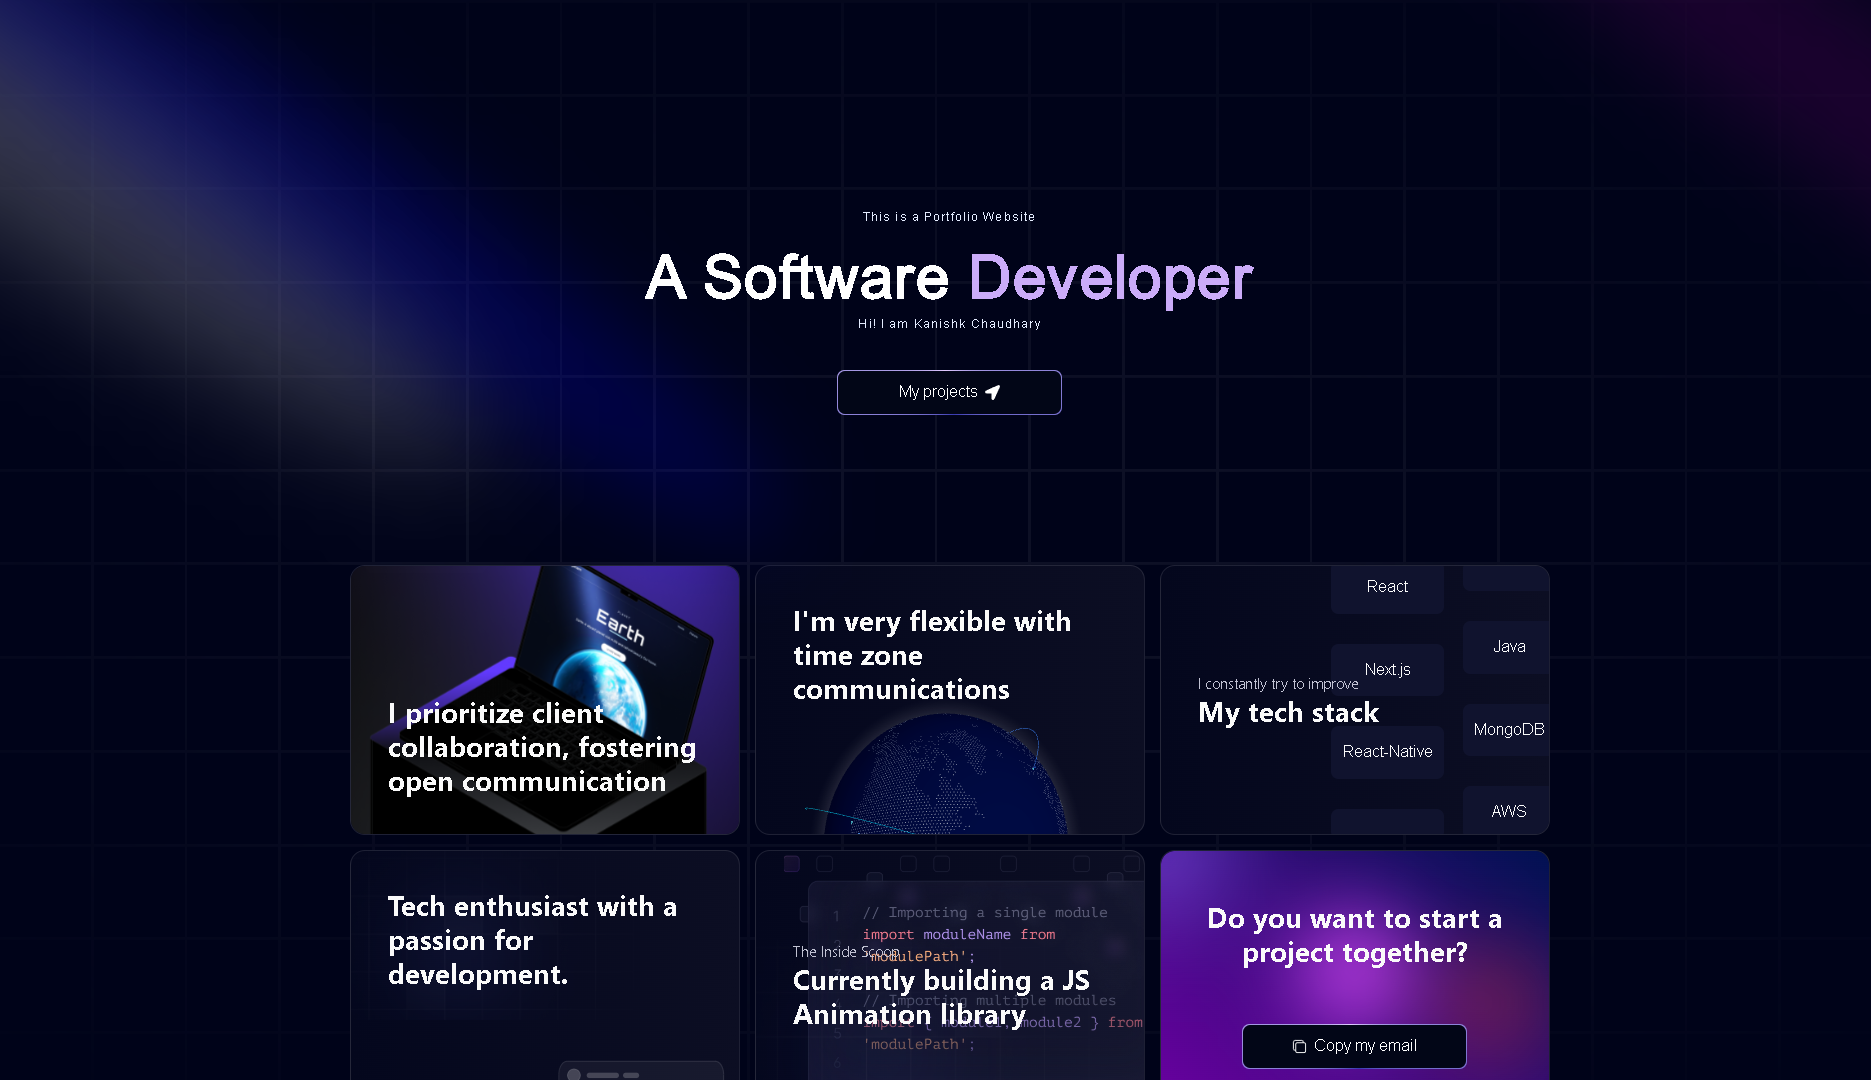 This is a Portfolio Website
A Software Developer
Hi! I am Kanishk Chaudhary
My projects
Earth
I prioritize client
collaboration, fostering
open communication
I'm very flexible with
time zone
communications
I constantly try to improve
My tech stack
React
Next.js
React-Native
Java
MongoDB
AWS
Tech enthusiast with a
passion for
development.
The Inside Scoop
Currently building a JS
Animation library
1 // Importing a single module
import moduleName from
'modulePath';
// Importing multiple modules
import { module1, module2 } from
'modulePath';
6
Do you want to start a
project together?
Copy my email